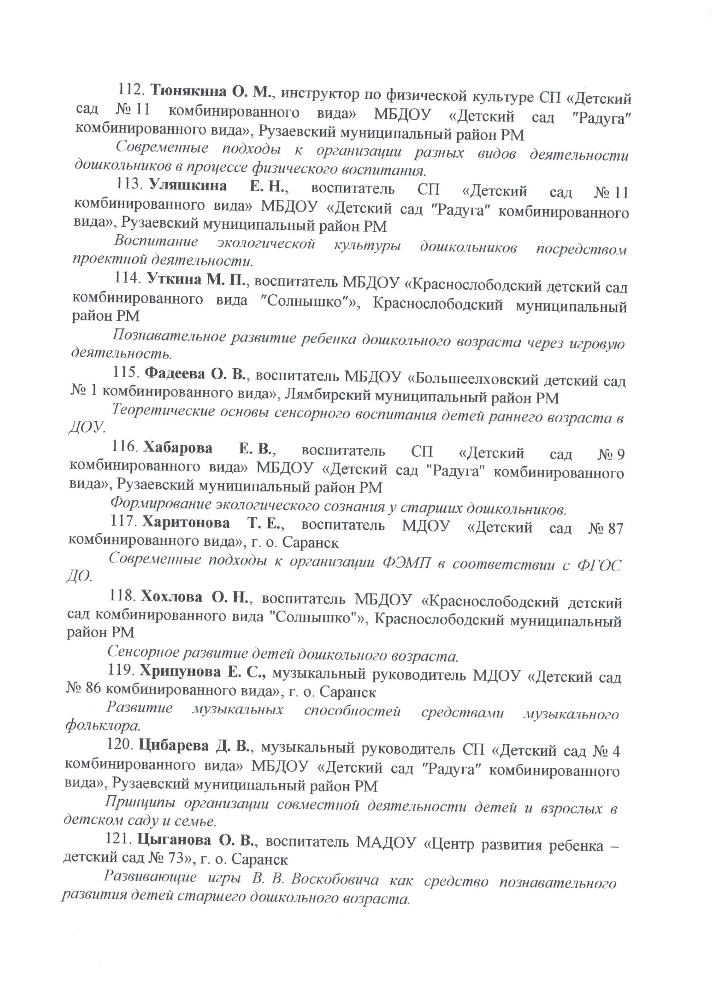 112. Тюнякина О. М., инструктор по физической культуре СП «Детский
сад № 11 комбинированного вида» МБДОУ «Детский сад "Радуга"
комбинированного вида», Рузаевский муниципальный район РМ
Современные подходы к организации разных видов деятельности
дошкольников в процессе физического воспитания.
113. Уляшкина Е. Н., воспитатель СП «Детский сад № 11
комбинированного вида» МБДОУ «Детский сад "Радуга" комбинированного
вида», Рузаевский муниципальный район РМ
Воспитание экологической культуры дошкольников посредством
проектной деятельности.
114. Уткина М. П., воспитатель МБДОУ «Краснослободский детский сад
комбинированного вида "Солнышко"», Краснослободский муниципальный
район РМ
Познавательное развитие ребенка дошкольного возраста через игровую
деятельность.
115. Фадеева О. В., воспитатель МБДОУ «Большеелховский детский сад
№ 1 комбинированного вида», Лямбирский муниципальный район РМ
Теоретические основы сенсорного воспитания детей раннего возраста в
ДОУ.
116. Хабарова Е. В., воспитатель СП «Детский сад № 9
комбинированного вида» МБДОУ «Детский сад "Радуга" комбинированного
вида», Рузаевский муниципальный район РМ
Формирование экологического сознания у старших дошкольников.
117. Харитонова Т. Е., воспитатель МДОУ «Детский сад № 87
комбинированного вида», г. о. Саранск
Современные подходы к организации ФЭМП в соответствии с ФГОС
ДО.
118. Хохлова О. Н., воспитатель МБДОУ «Краснослободский детский
сад комбинированного вида "Солнышко"», Краснослободский муниципальный
район РМ
Сенсорное развитие детей дошкольного возраста.
119. Хрипунова Е. С., музыкальный руководитель МДОУ «Детский сад
№ 86 комбинированного вида», г. о. Саранск
Развитие музыкальных способностей средствами музыкального
фольклора.
120. Цибарева Д. В., музыкальный руководитель СП «Детский сад № 4
комбинированного вида» МБДОУ «Детский сад "Радуга" комбинированного
вида», Рузаевский муниципальный район РМ
Принципы организации совместной деятельности детей и взрослых в
детском саду и семье.
121. Цыганова О. В., воспитатель МАДОУ «Центр развития ребенка –
детский сад № 73», г. о. Саранск
Развивающие игры В. В. Воскобовича как средство познавательного
развития детей старшего дошкольного возраста.